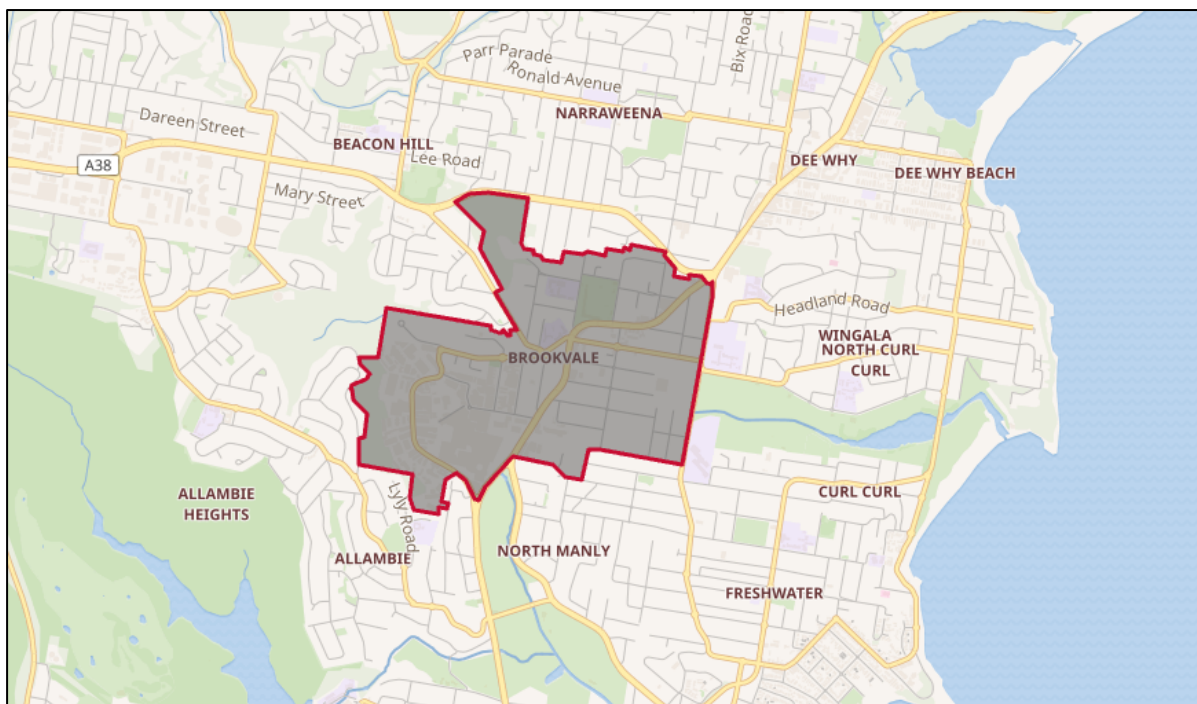 Parr Parade
Bix Road
Ronald Avenue
NARRAWEENA
Dareen Street
BEACON HILL
Lee Road
DEE WHY
A38
DEE WHY BEACH
Mary Street
Headland Road
WINGALA
NORTH CURL
CURL
BROOKVALE
ALLAMBIE
HEIGHTS
CURL CURL
Lyly Road
ALLAMBIE
NORTH MANLY
FRESHWATER